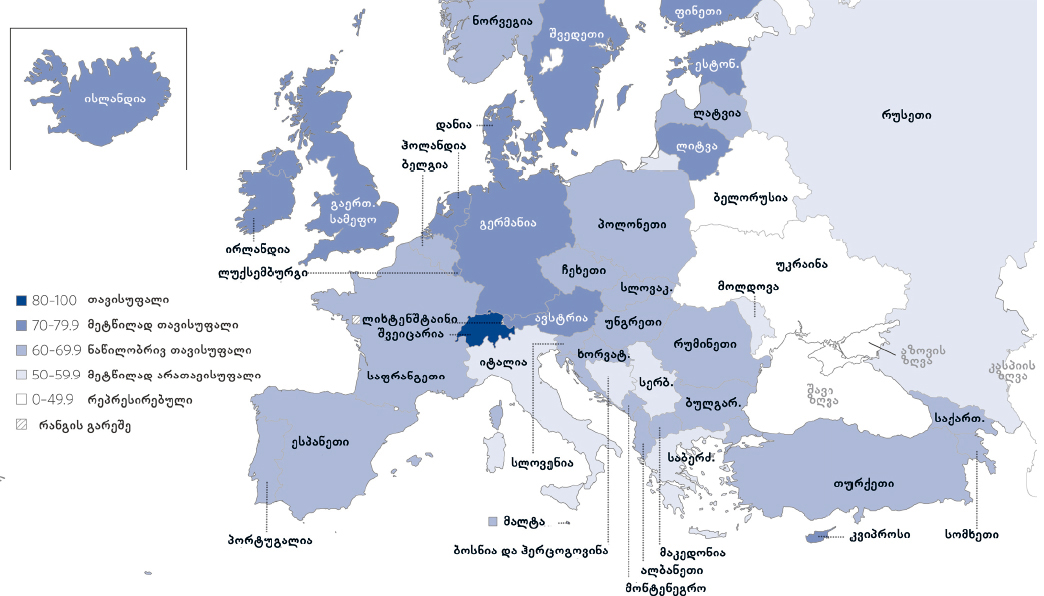 ნორვეგია
ფინეთი
შვედეთი
ესტონ.
ისლანდია
ლატვია
რუსეთი
დანია
ჰოლანდია
ლიტვა
ბელგია
ბელორუსია
გაერთ.
სამეფო
გერმანია
პოლონეთი
ირლანდია
ლუქსემბურგი
ჩეხეთი
უკრაინა
სლოვაკ.
მოლდოვა
80-100 თავისუფალი
70-79.9 მეტწილად თავისუფალი
60-69.9 ნაწილობრივ თავისუფალი
50-59.9 მეტწილად არათავისუფალი
0-49.9 რეპრესირებული
რანგის გარეშე
ლიხტენშტაინი
შვეიცარია
ავსტრია
უნგრეთი
რუმინეთი
აზოვის
ზღვა
იტალია
ხორვატ.
კასპიის
ზღვა
საფრანგეთი
სერბ.
შავი
ზღვა
ბულგარ.
საქართ.
ესპანეთი
სლოვენია
საბერძ.
თურქეთი
მალტა
პორტუგალია
ბოსნია და ჰერცოგოვინა
მაკედონია
კვიპროსი
სომხეთი
ალბანეთი
მონტენეგრო